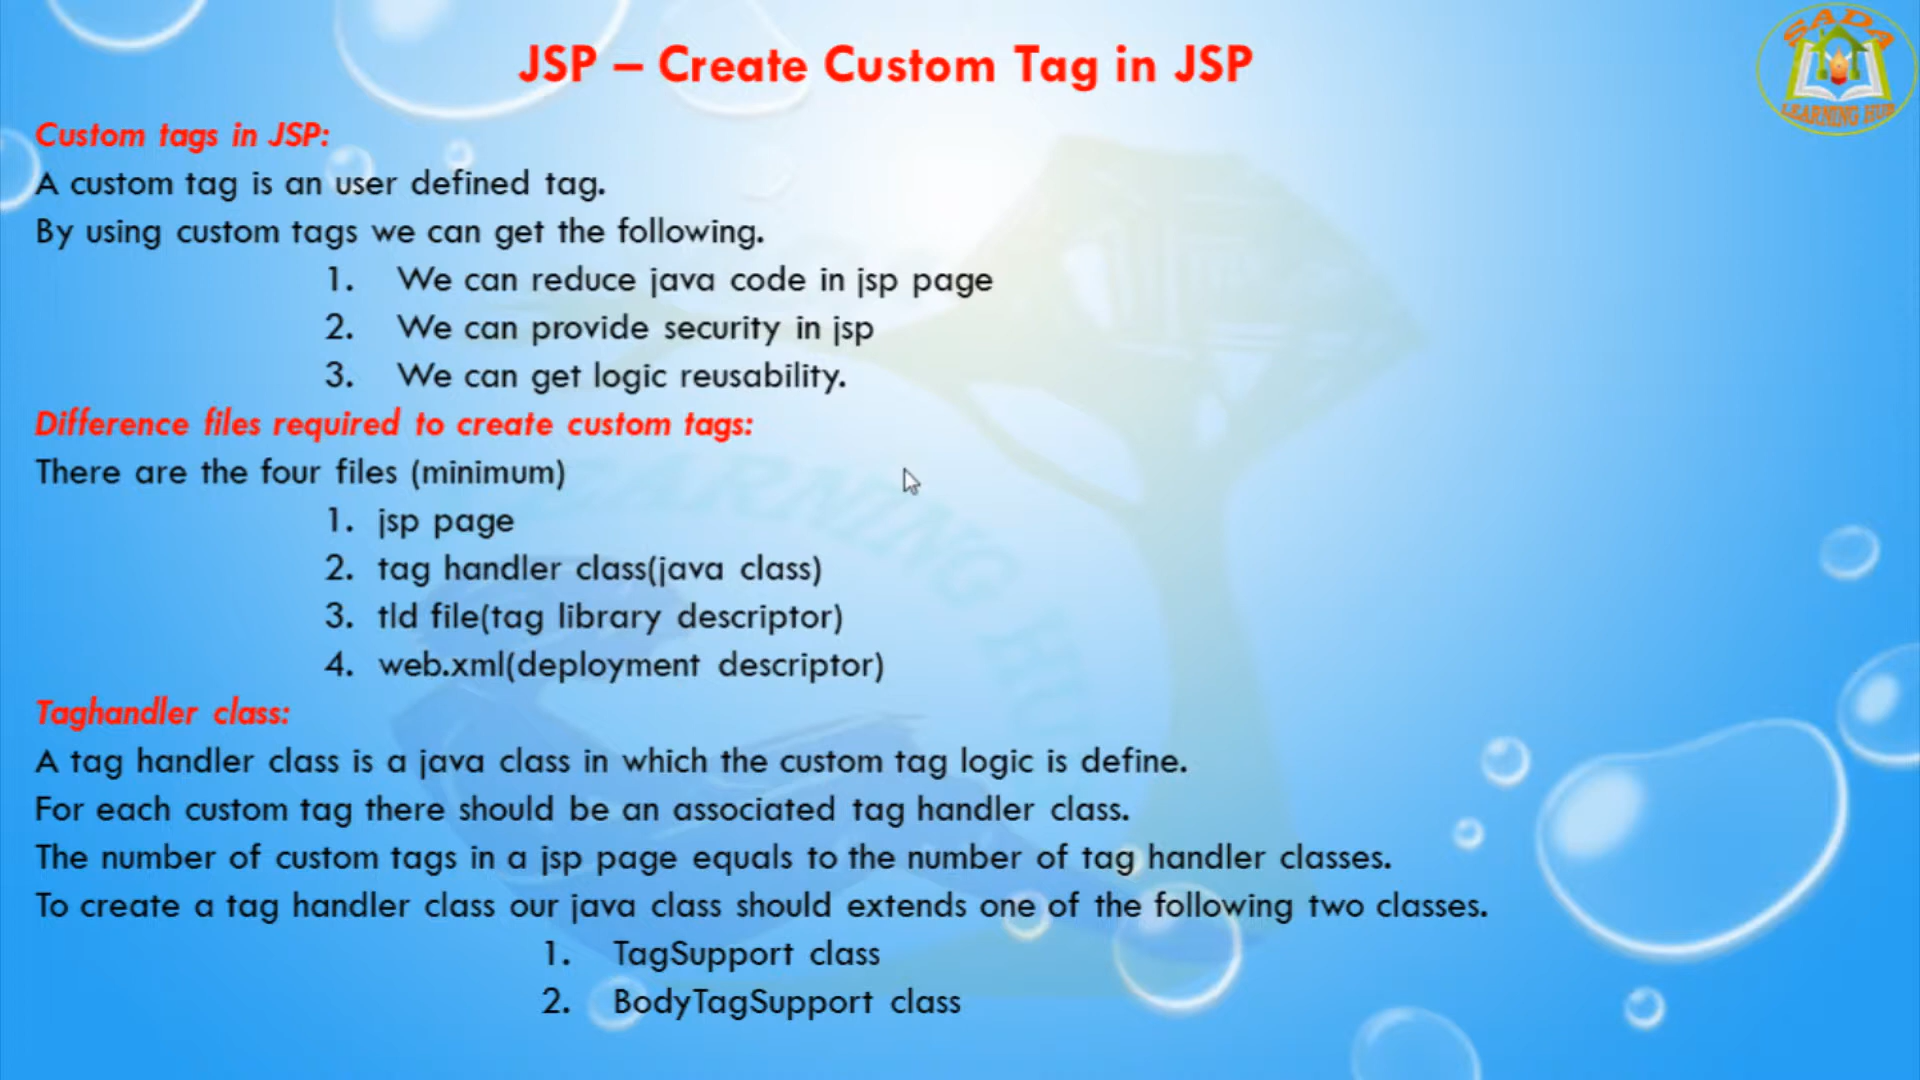 JSP – Create Custom Tag in JSP
SADA
LEARNING HUB
Custom tags in JSP:
A custom tag is an user defined tag.
By using custom tags we can get the following.
1. We can reduce java code in jsp page
2. We can provide security in jsp
3. We can get logic reusability.
Difference files required to create custom tags:
There are the four files (minimum)
1. jsp page
2. tag handler class(java class)
3. tld file(tag library descriptor)
4. web.xml(deployment descriptor)
Taghandler class:
A tag handler class is a java class in which the custom tag logic is define.
For each custom tag there should be an associated tag handler class.
The number of custom tags in a jsp page equals to the number of tag handler classes.
To create a tag handler class our java class should extends one of the following two classes.
1. TagSupport class
2. BodyTagSupport class
LEARNING HU